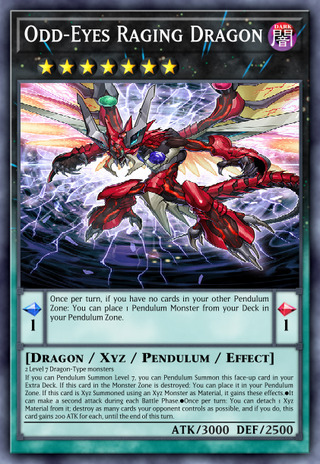 Odd-Eyes Raging Dragon
DARK
闇
Once per turn, if you have no cards in your other Pendulum
Zone: You can place 1 Pendulum Monster from your Deck in
your Pendulum Zone.
1
1
[Dragon / Xyz / Pendulum / Effect]
2 Level 7 Dragon-Type monsters
If you can Pendulum Summon Level 7, you can Pendulum Summon this face-up card in your
Extra Deck. If this card in the Monster Zone is destroyed: You can place it in your Pendulum
Zone. If this card is Xyz Summoned using an Xyz Monster as Material, it gains these effects.●It
can make a second attack during each Battle Phase.●Once per turn: You can detach 1 Xyz
Material from it; destroy as many cards your opponent controls as possible, and if you do, this
card gains 200 ATK for each, until the end of this turn.
ATK/3000 DEF/2500